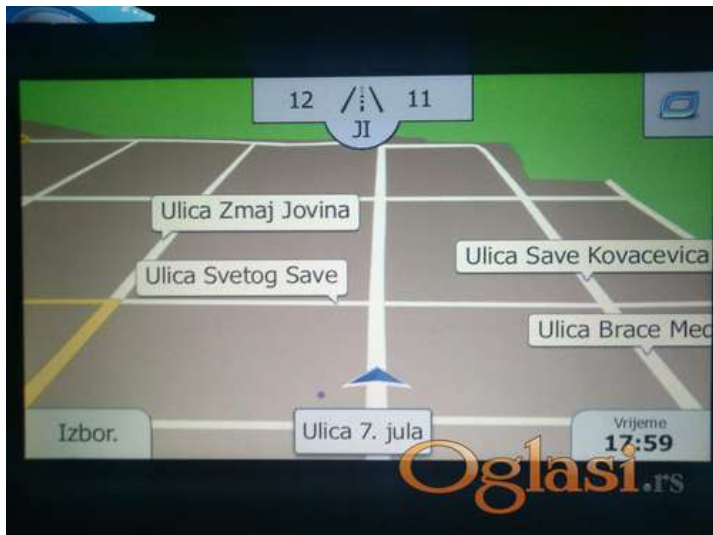 12 11
JI
Ulica Zmaj Jovina
Ulica Save Kovacevica
Ulica Svetog Save
Ulica Brace Med
Izbor.
Ulica 7. jula
Vrijeme
17:59
Oglasi.rs